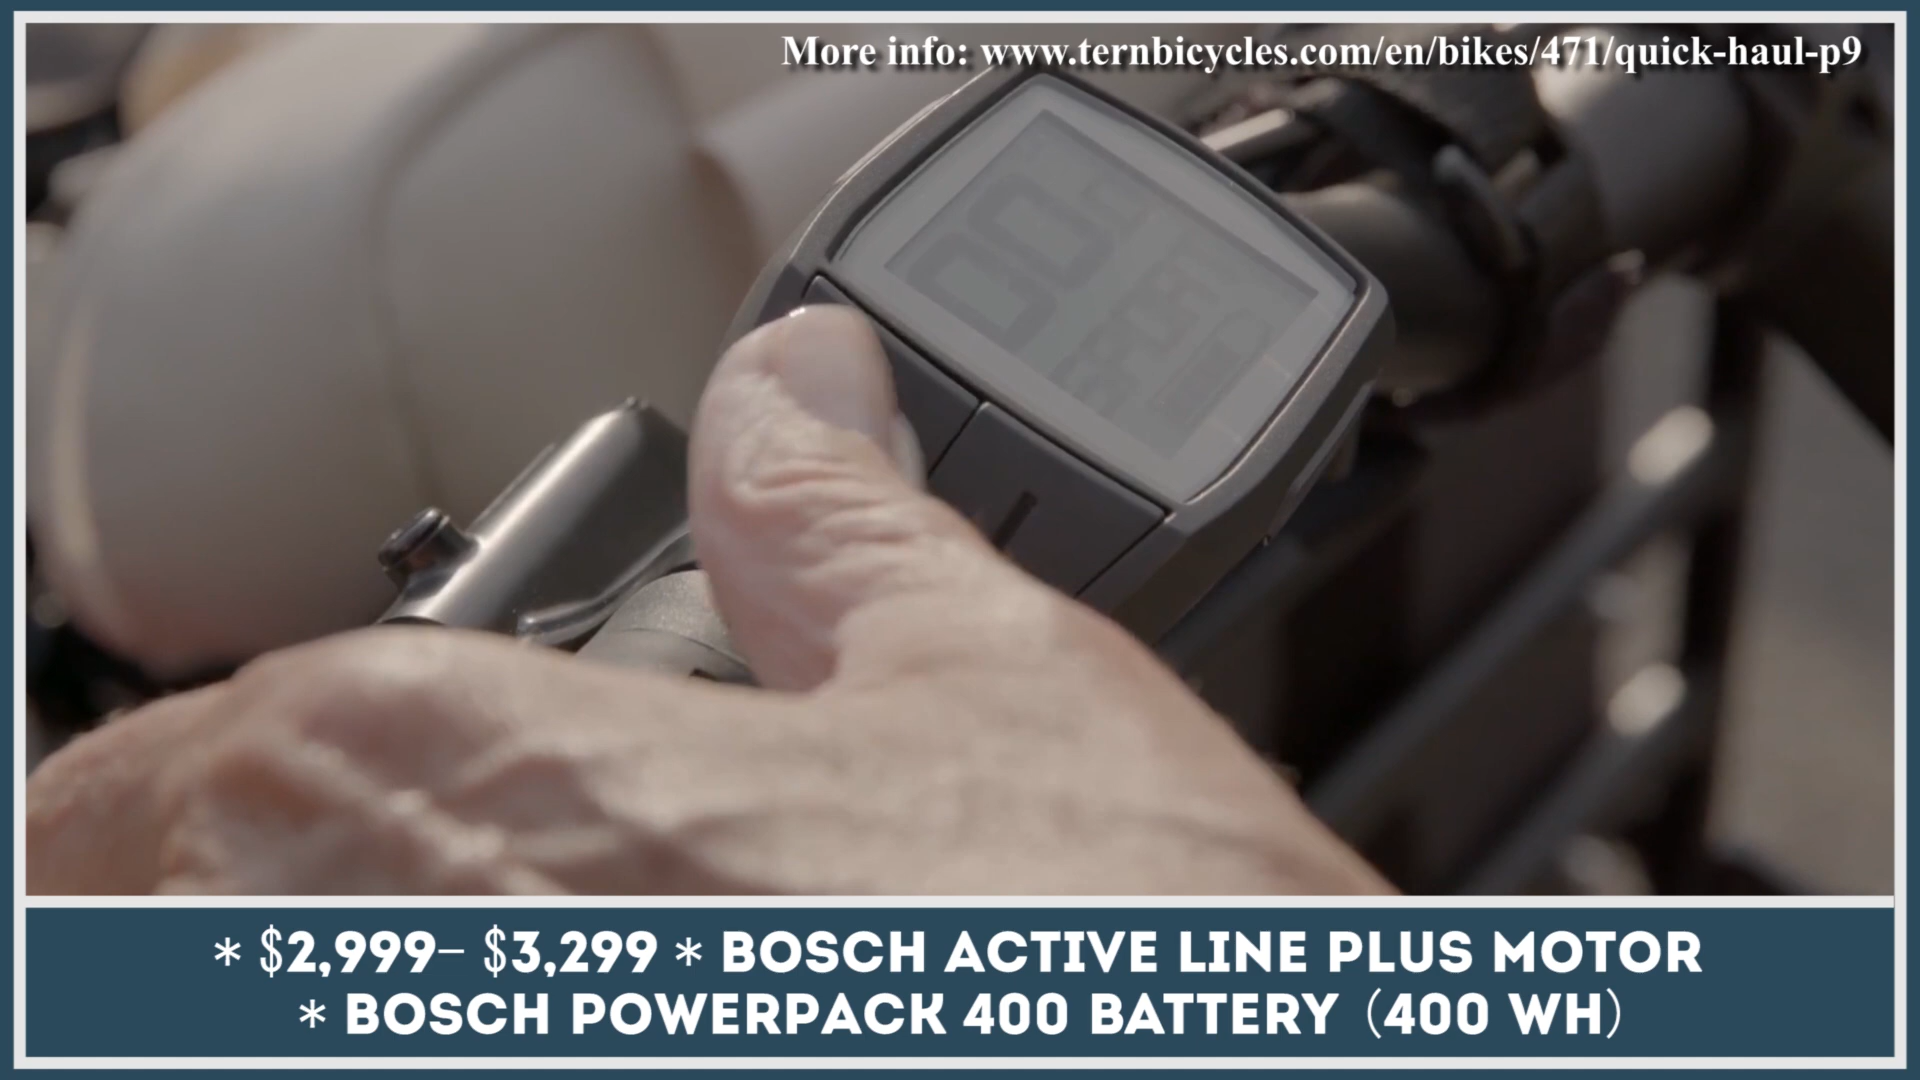 More info: www.ternbicycles.com/en/bikes/471/quick-haul-p9
* $2,999– $3,299 * BOSCH ACTIVE LINE PLUS MOTOR
* BOSCH POWERPACK 400 BATTERY (400 WH)